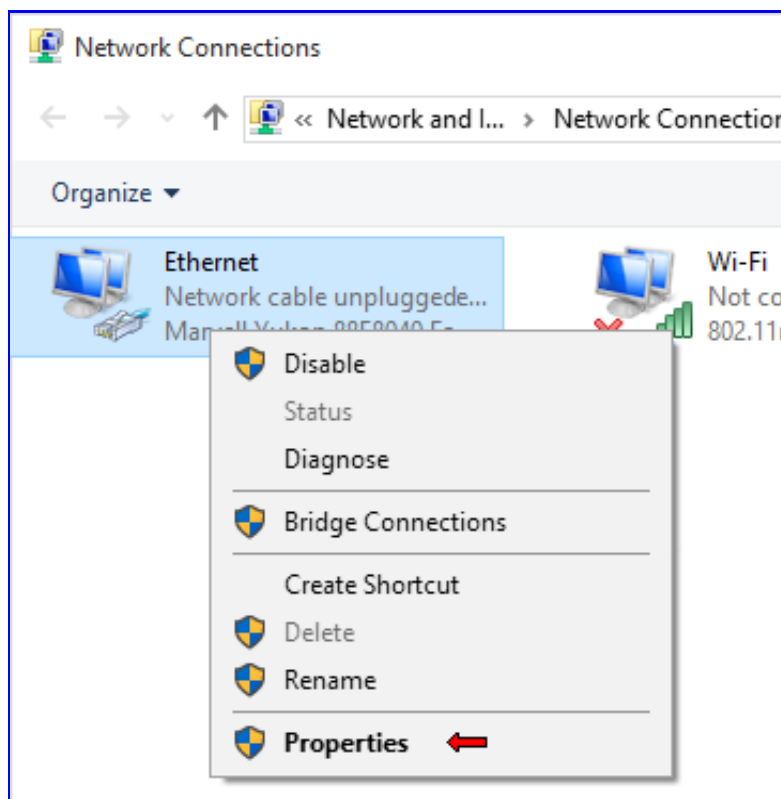 Network Connections
« Network and I... > Network Connection
Organize
Ethernet
Network cable unpluggede...
Wi-Fi
Not co
802.11
Disable
Status
Diagnose
Bridge Connections
Create Shortcut
Delete
Rename
Properties